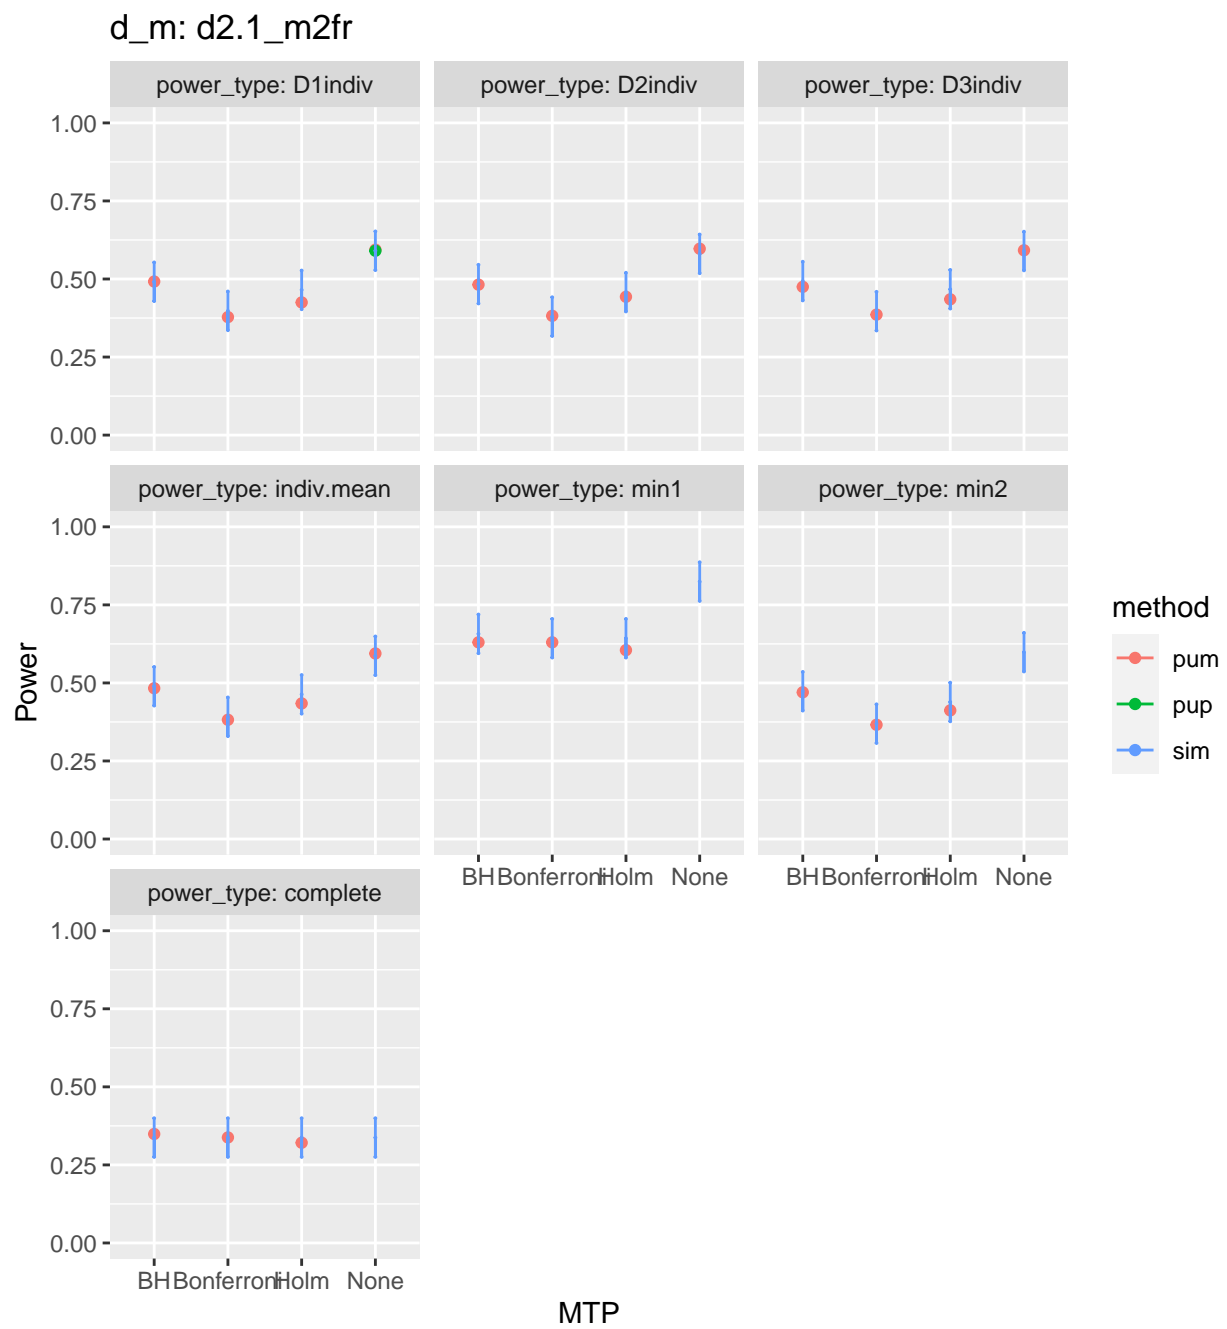 d_m: d2.1_m2fr
power_type: D1indiv
power_type: D2indiv
power_type: D3indiv
1.00
0.75
0.50
0.25
0.00
power_type: indiv.mean
power_type: min1
power_type: min2
1.00
0.75
0.50
0.25
0.00
Power
BH Bonferroni Holm None
BH Bonferroni Holm None
power_type: complete
1.00
0.75
0.50
0.25
0.00
BH Bonferroni Holm None
MTP
method
pum
pup
sim